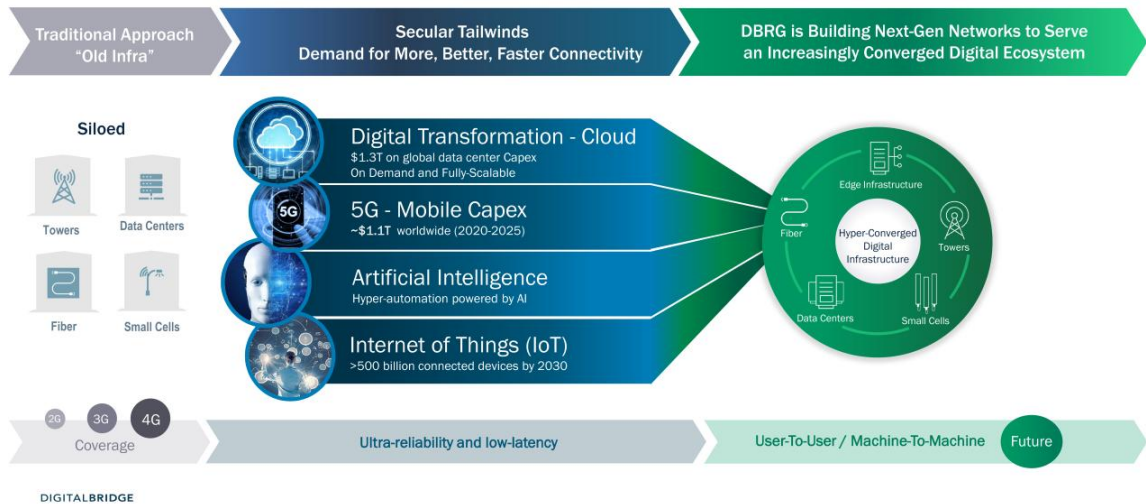 Traditional Approach
“Old Infra”
Secular Tailwinds
Demand for More, Better, Faster Connectivity
DBRG is Building Next-Gen Networks to Serve
an Increasingly Converged Digital Ecosystem
Siloed
Towers
Data Centers
Fiber
Small Cells
Digital Transformation - Cloud
$1.3T on global data center Capex
On Demand and Fully-Scalable
5G
5G - Mobile Capex
~$1.1T worldwide (2020-2025)
Artificial Intelligence
Hyper-automation powered by AI
Internet of Things (IoT)
>500 billion connected devices by 2030
Edge Infrastructure
Fiber
Hyper-Converged
Digital
Infrastructure
Towers
Data Centers
Small Cells
2G
3G
4G
Coverage
Ultra-reliability and low-latency
User-To-User / Machine-To-Machine
Future
DIGITALBRIDGE